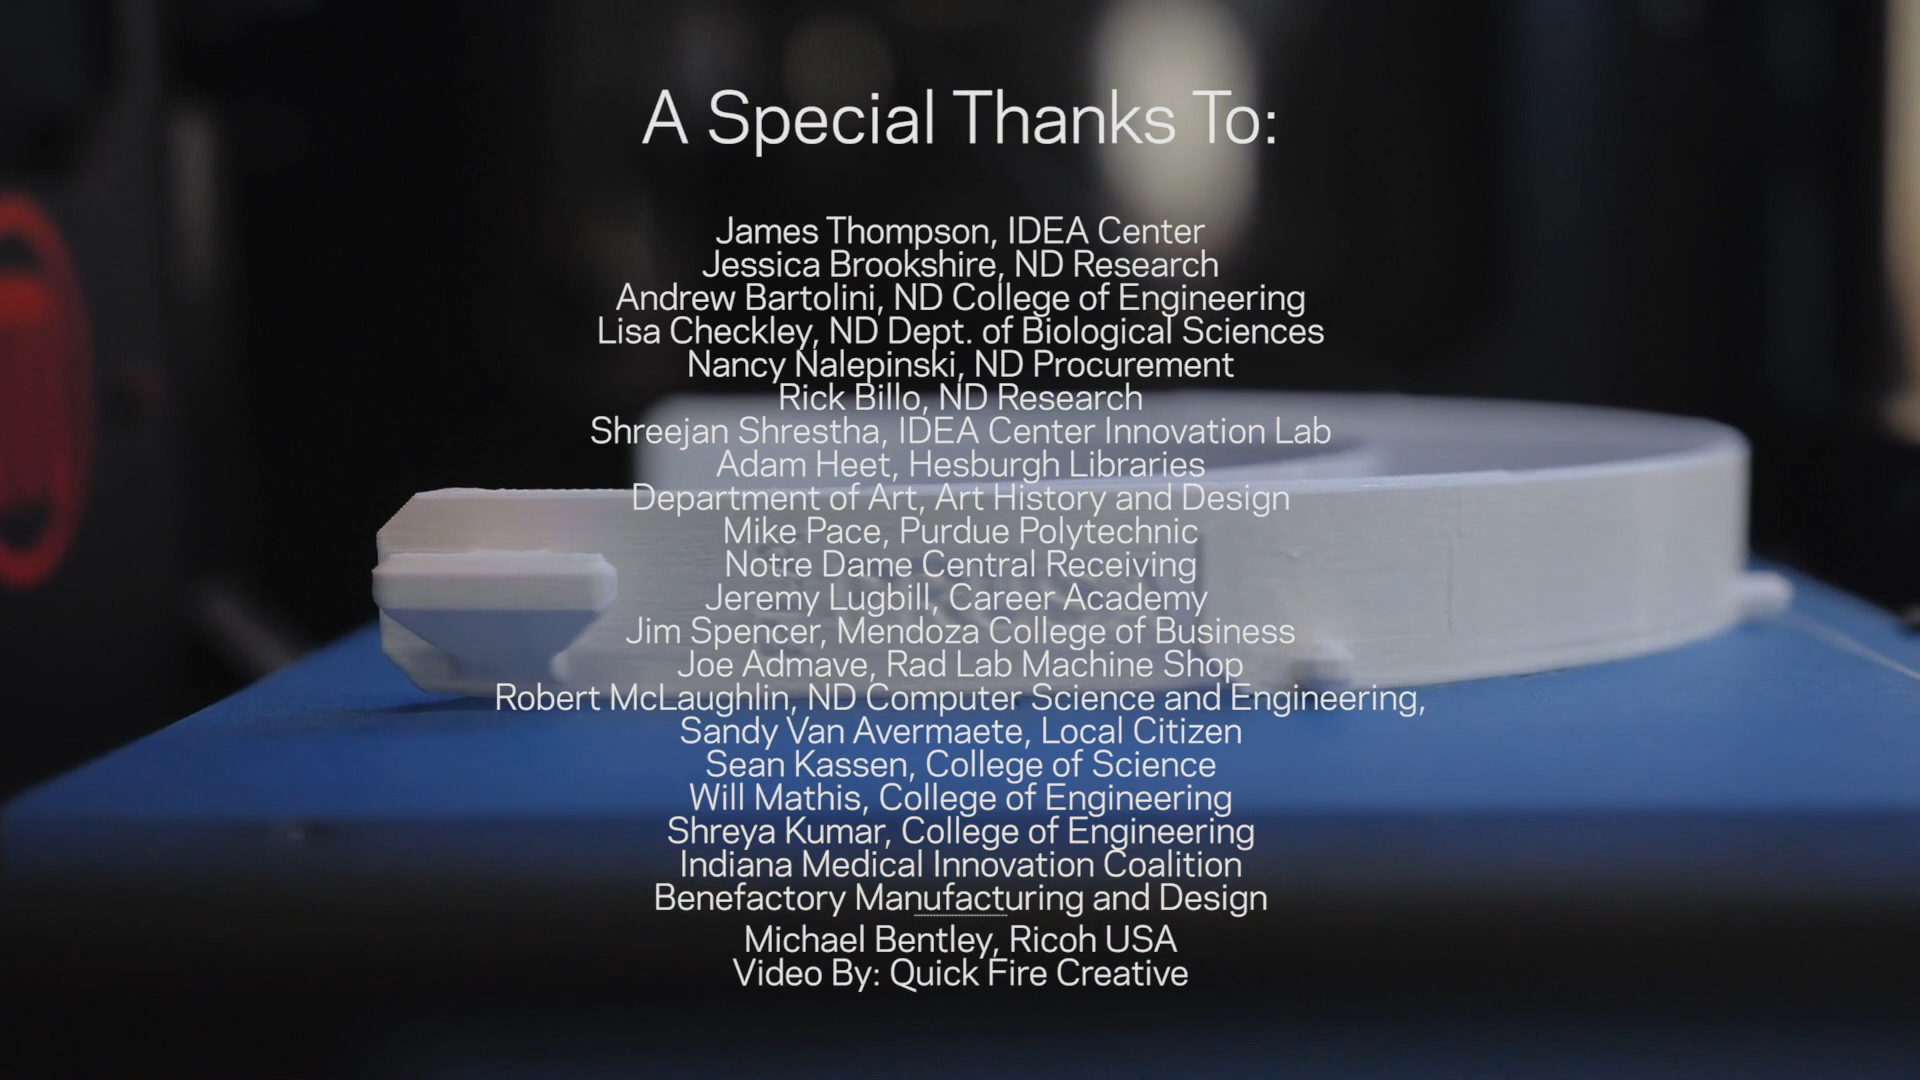 A Special Thanks To:
James Thompson, IDEA Center
Jessica Brookshire, ND Research
Andrew Bartolini, ND College of Engineering
Lisa Checkley, ND Dept. of Biological Sciences
Nancy Nalepinski, ND Procurement
Rick Billo, ND Research
Shreejan Shrestha, IDEA Center Innovation Lab
Adam Heet, Hesburgh Libraries
Department of Art, Art History and Design
Mike Pace, Purdue Polytechnic
Notre Dame Central Receiving
Jeremy Lugbill, Career Academy
Jim Spencer, Mendoza College of Business
Joe Admave, Rad Lab Machine Shop
Robert McLaughlin, ND Computer Science and Engineering,
Sandy Van Avermaete, Local Citizen
Sean Kassen, College of Science
Will Mathis, College of Engineering
Shreya Kumar, College of Engineering
Indiana Medical Innovation Coalition
Benefactory Manufacturing and Design
Michael Bentley, Ricoh USA
Video By: Quick Fire Creative